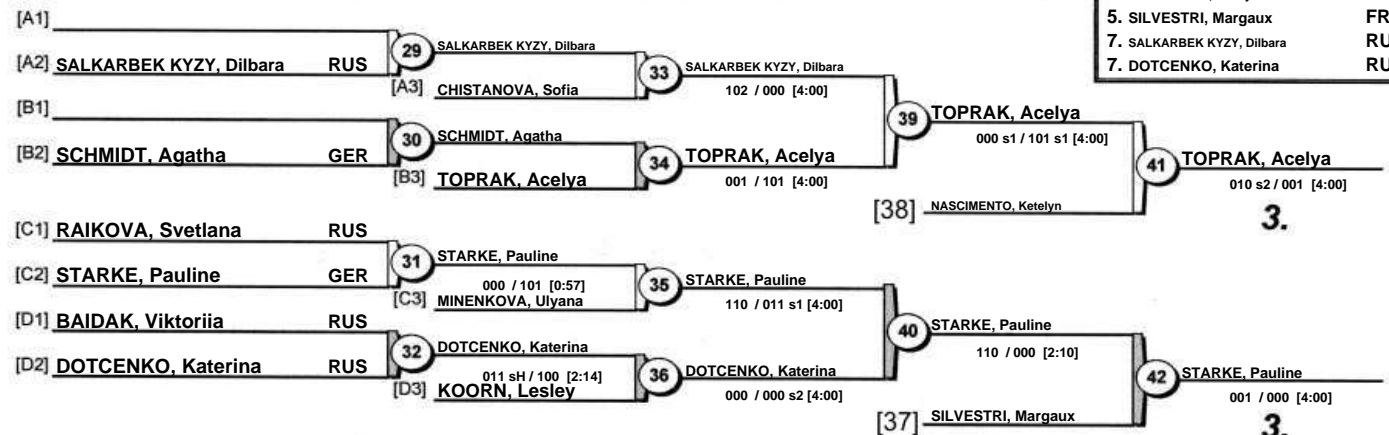 5. SILVESTRI, Margaux FR
7. SALKARBEK KYZY, Dilbara RU
7. DOTCENKO, Katerina RU
[A1]
[A2] SALKARBEK KYZY, Dilbara RUS
29 SALKARBEK KYZY, Dilbara
[A3] CHISTANOVA, Sofia
33 SALKARBEK KYZY, Dilbara
102 / 000 [4:00]
[B1]
[B2] SCHMIDT, Agatha GER
30 SCHMIDT, Agatha
[B3] TOPRAK, Acelya
34 TOPRAK, Acelya
001 / 101 [4:00]
39 TOPRAK, Acelya
000 s1 / 101 s1 [4:00]
[38] NASCIMENTO, Ketelyn
41 TOPRAK, Acelya
010 s2 / 001 [4:00]
3.
[C1] RAIKOVA, Svetlana RUS
[C2] STARKE, Pauline GER
31 STARKE, Pauline
000 / 101 [0:57]
[C3] MINENKOVA, Ulyana
35 STARKE, Pauline
110 / 011 s1 [4:00]
[D1] BAIDAK, Viktoriia RUS
[D2] DOTCENKO, Katerina RUS
32 DOTCENKO, Katerina
011 sH / 100 [2:14]
[D3] KOORN, Lesley
36 DOTCENKO, Katerina
000 / 000 s2 [4:00]
40 STARKE, Pauline
110 / 000 [2:10]
[37] SILVESTRI, Margaux
42 STARKE, Pauline
001 / 000 [4:00]
3.